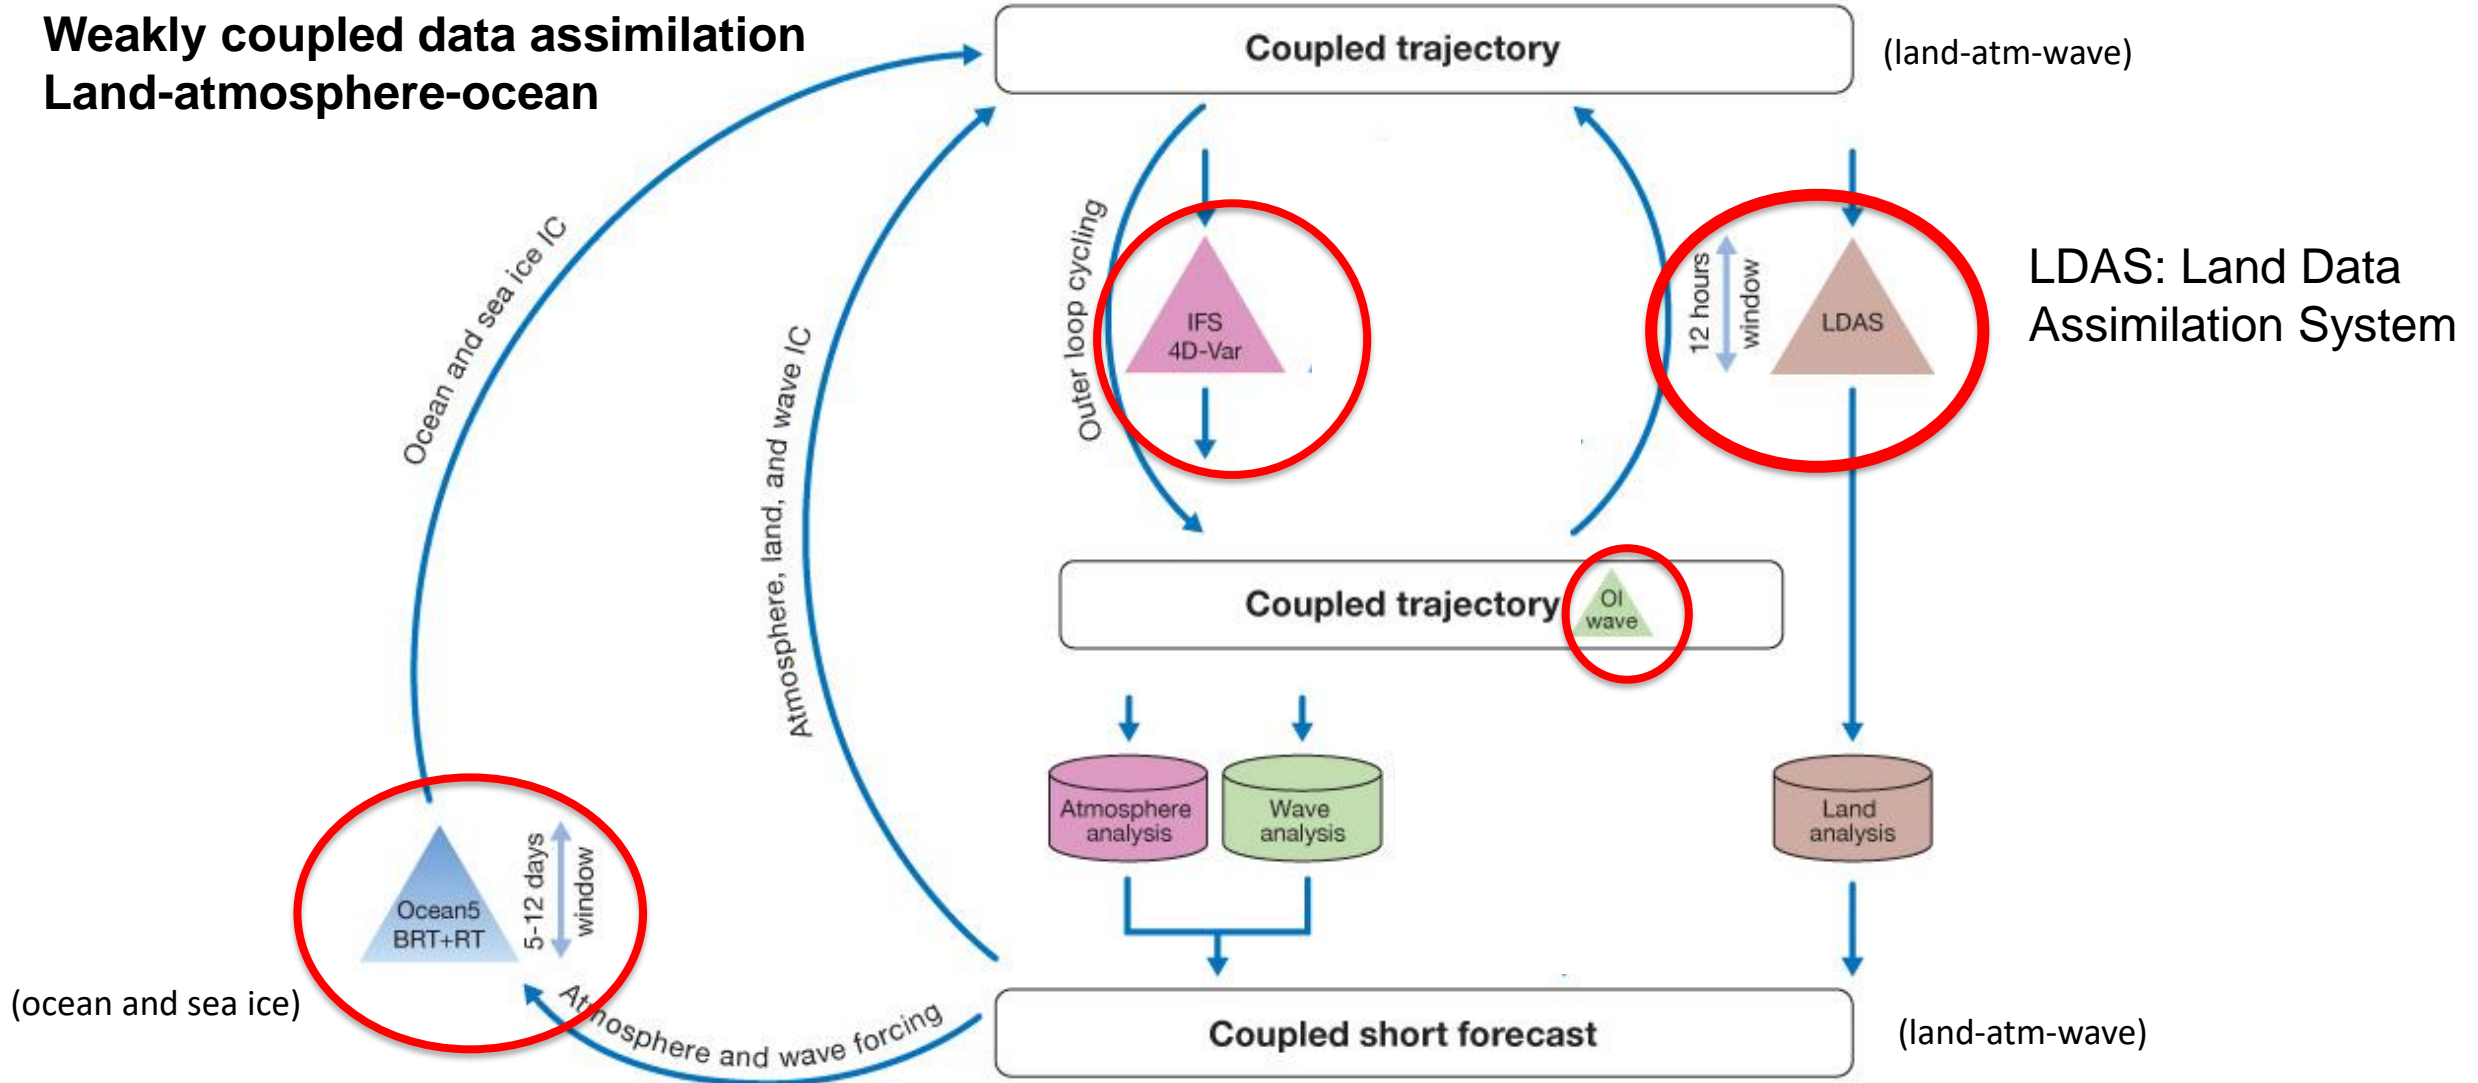 Weakly coupled data assimilation
Land-atmosphere-ocean
Coupled trajectory
(land-atm-wave)
Ocean and sea ice IC
Atmosphere, land, and wave IC
Outer loop cycling
IFS
4D-Var
12 hours
window
LDAS
LDAS: Land Data
Assimilation System
Coupled trajectory
OI
wave
Atmosphere
analysis
Wave
analysis
Land
analysis
Ocean5
BRT+RT
5-12 days
window
(ocean and sea ice)
Atmosphere and wave forcing
Coupled short forecast
(land-atm-wave)